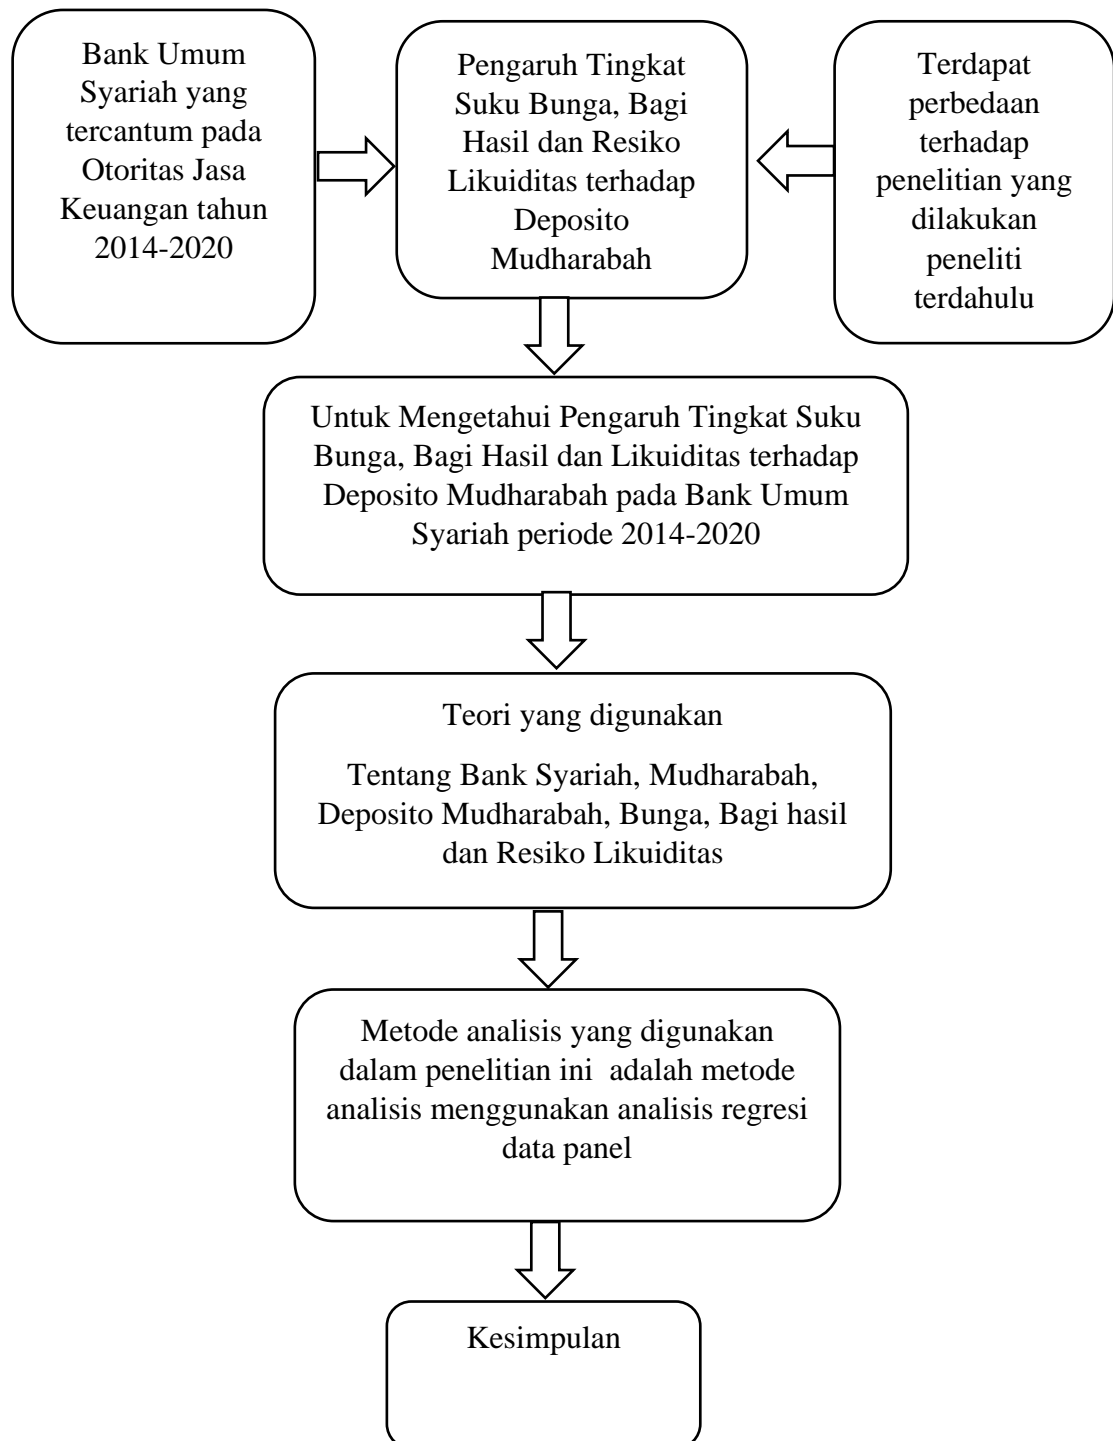 Bank Umum
Syariah yang
tercantum pada
Otoritas Jasa
Keuangan tahun
2014-2020
Pengaruh Tingkat
Suku Bunga, Bagi
Hasil dan Resiko
Likuiditas terhadap
Deposito
Mudharabah
Terdapat
perbedaan
terhadap
penelitian yang
dilakukan
peneliti
terdahulu
Untuk Mengetahui Pengaruh Tingkat Suku
Bunga, Bagi Hasil dan Likuiditas terhadap
Deposito Mudharabah pada Bank Umum
Syariah periode 2014-2020
Teori yang digunakan
Tentang Bank Syariah, Mudharabah,
Deposito Mudharabah, Bunga, Bagi hasil
dan Resiko Likuiditas
Metode analisis yang digunakan
dalam penelitian ini  adalah metode
analisis menggunakan analisis regresi
data panel
Kesimpulan